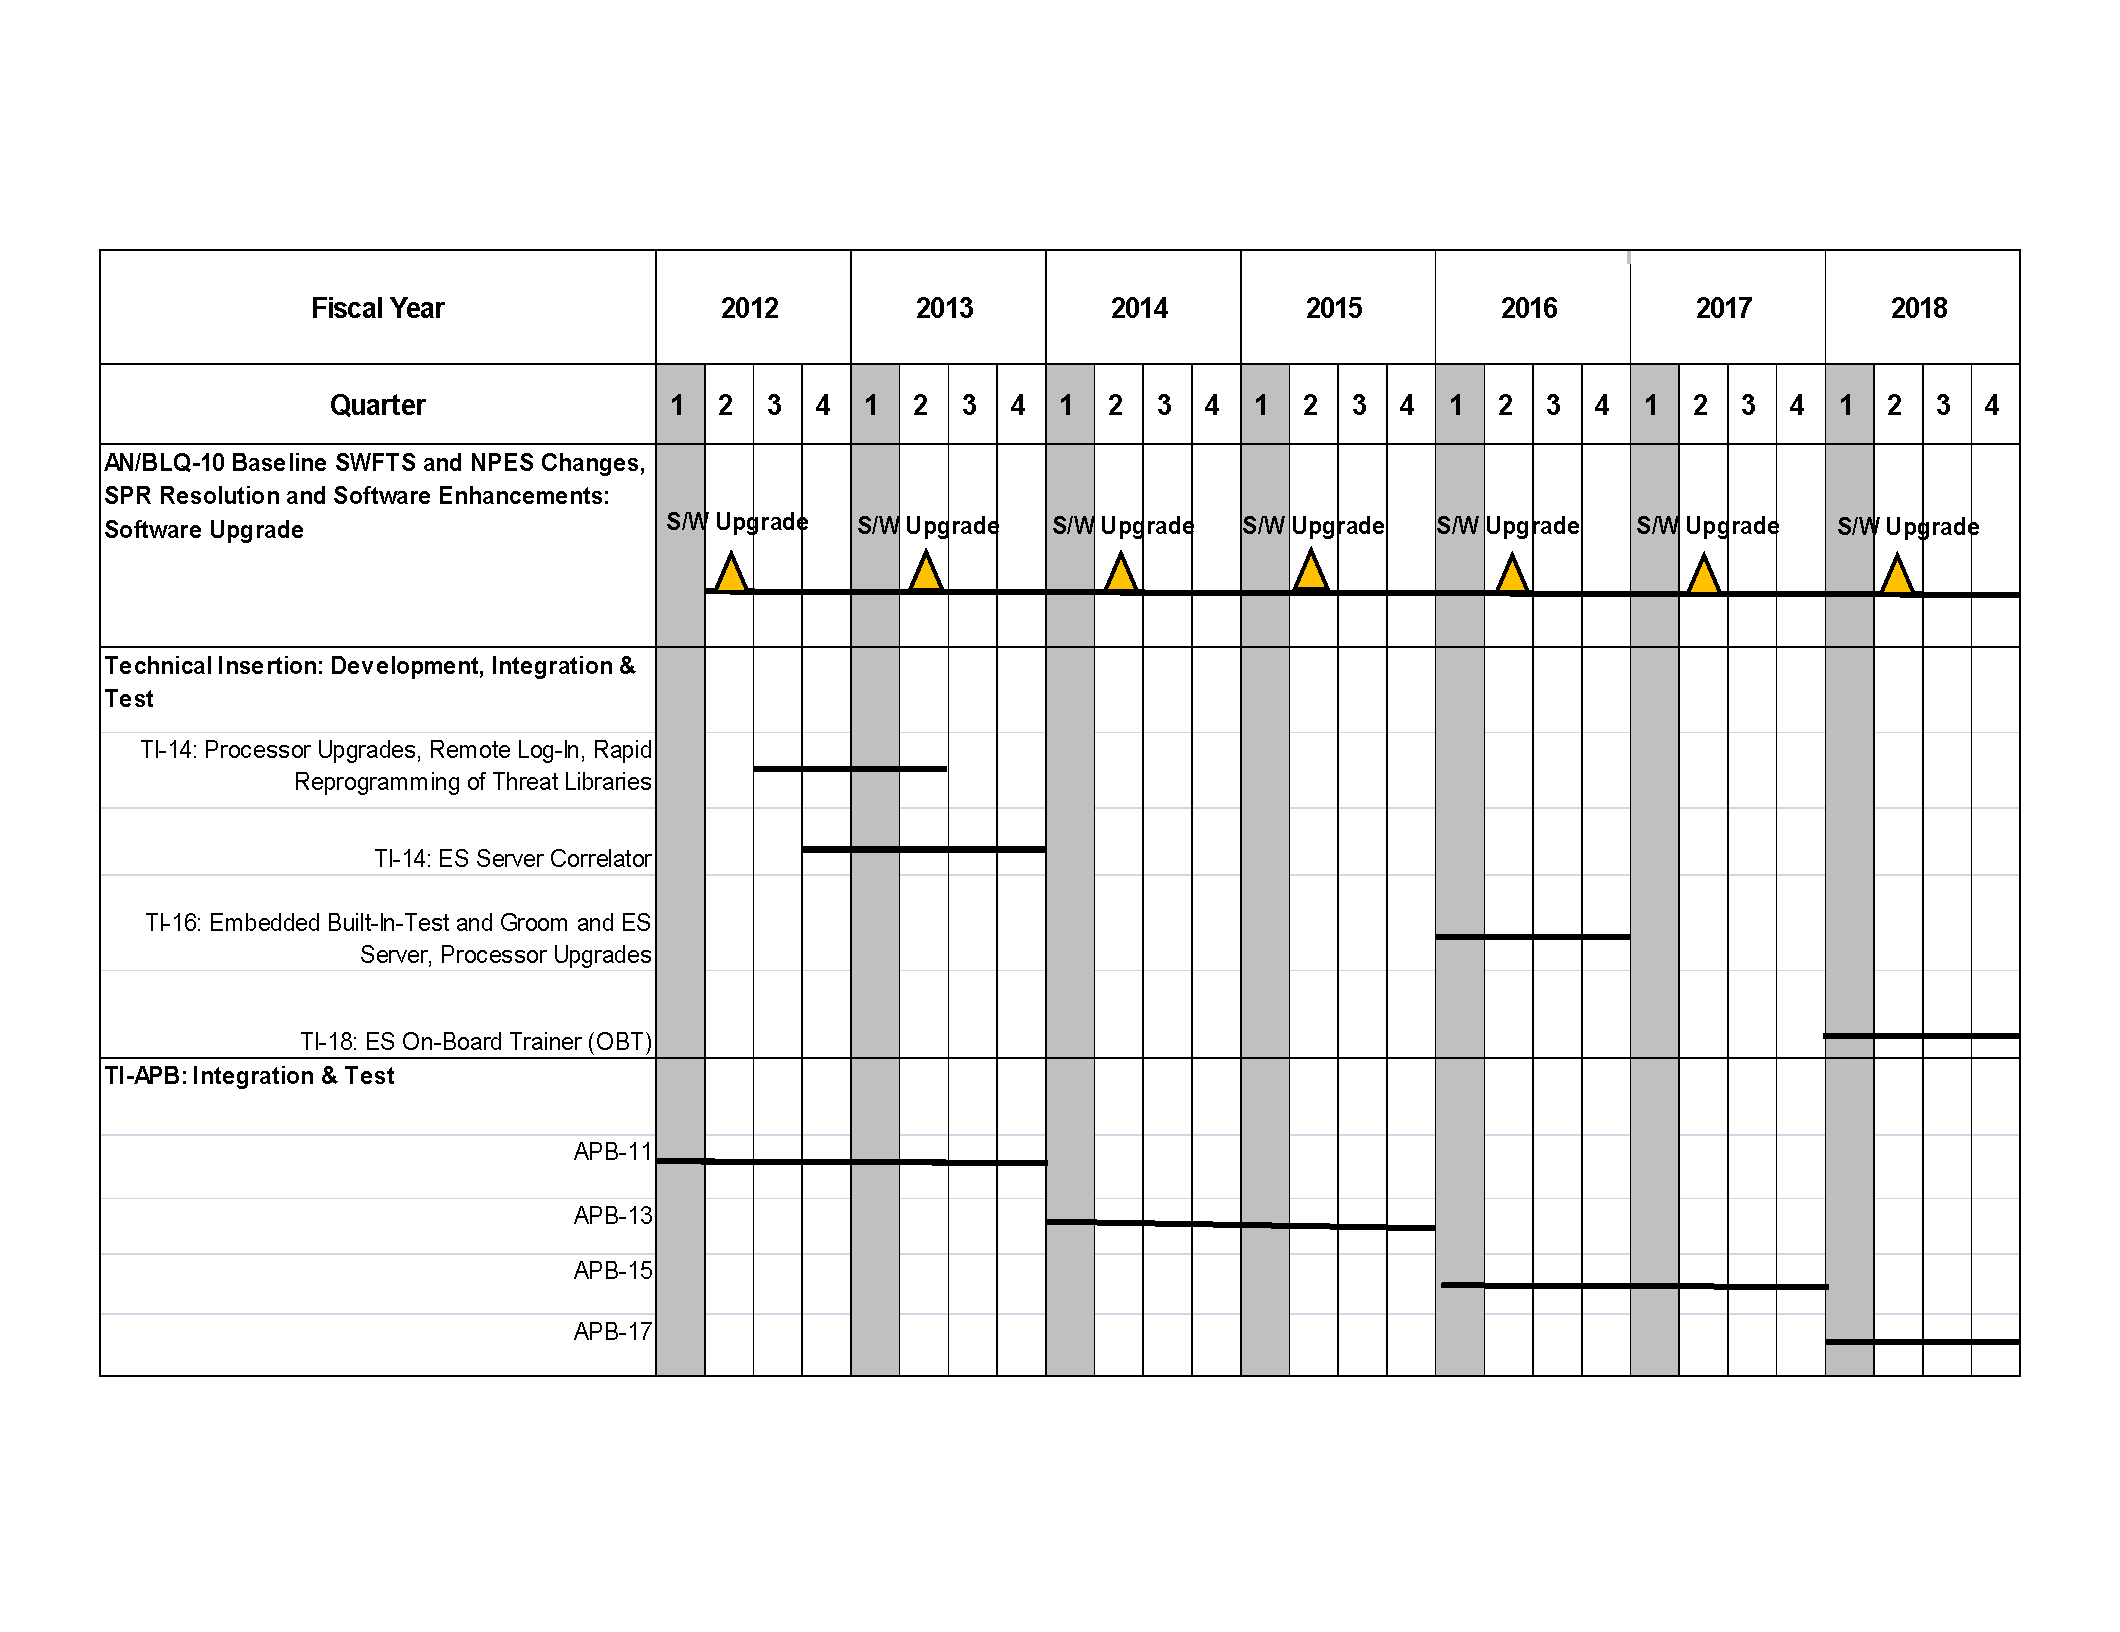 Fiscal Year 2012 2013 2014 2015 2016 2017 2018
Quarter 1 2 3 4 1 2 3 4 1 2 3 4 1 2 3 4 1 2 3 4 1 2 3 4 1 2 3 4
AN/BLQ-10 Baseline SWFTS and NPES Changes,
SPR Resolution and Software Enhancements:
Software Upgrade
S/W Upgrade S/W Upgrade S/W Upgrade S/W Upgrade S/W Upgrade S/W Upgrade S/W Upgrade
Technical Insertion: Development, Integration &
Test
TI-14: Processor Upgrades, Remote Log-In, Rapid
Reprogramming of Threat Libraries
TI-14: ES Server Correlator
TI-16: Embedded Built-In-Test and Groom and ES
Server, Processor Upgrades
TI-18: ES On-Board Trainer (OBT)
TI-APB: Integration & Test
APB-11
APB-13
APB-15
APB-17